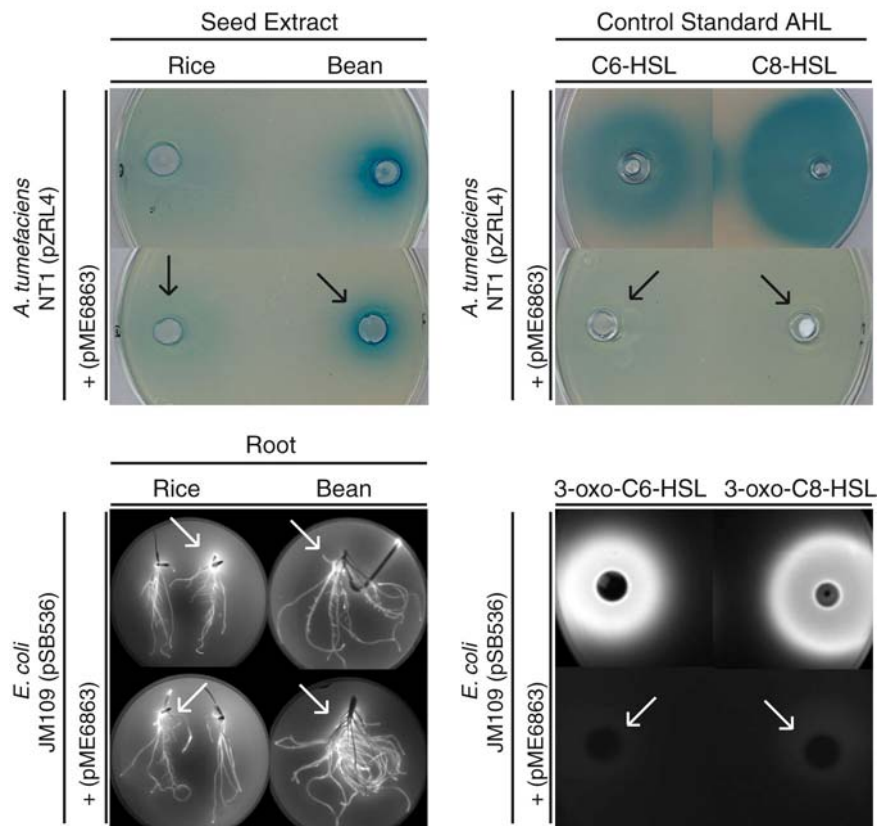 Seed Extract
Rice Bean
A. tumefaciens
NT1 (pZRL4)
+ (pME6863)
Control Standard AHL
C6-HSL C8-HSL
A. tumefaciens
NT1 (pZRL4)
+ (pME6863)
Root
Rice Bean
E. coli
JM109 (pSB536)
+ (pME6863)
3-oxo-C6-HSL 3-oxo-C8-HSL
E. coli
JM109 (pSB536)
+ (pME6863)